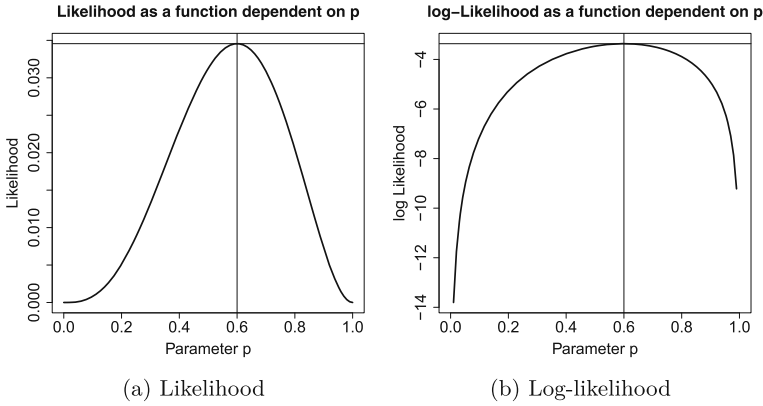 Likelihood as a function dependent on p
Likelihood
0.000 0.010 0.020 0.030
0.0 0.2 0.4 0.6 0.8 1.0
Parameter p
(a) Likelihood
log−Likelihood as a function dependent on p
log Likelihood
−14 −12 −10 −8 −6 −4
0.0 0.2 0.4 0.6 0.8 1.0
Parameter p
(b) Log-likelihood